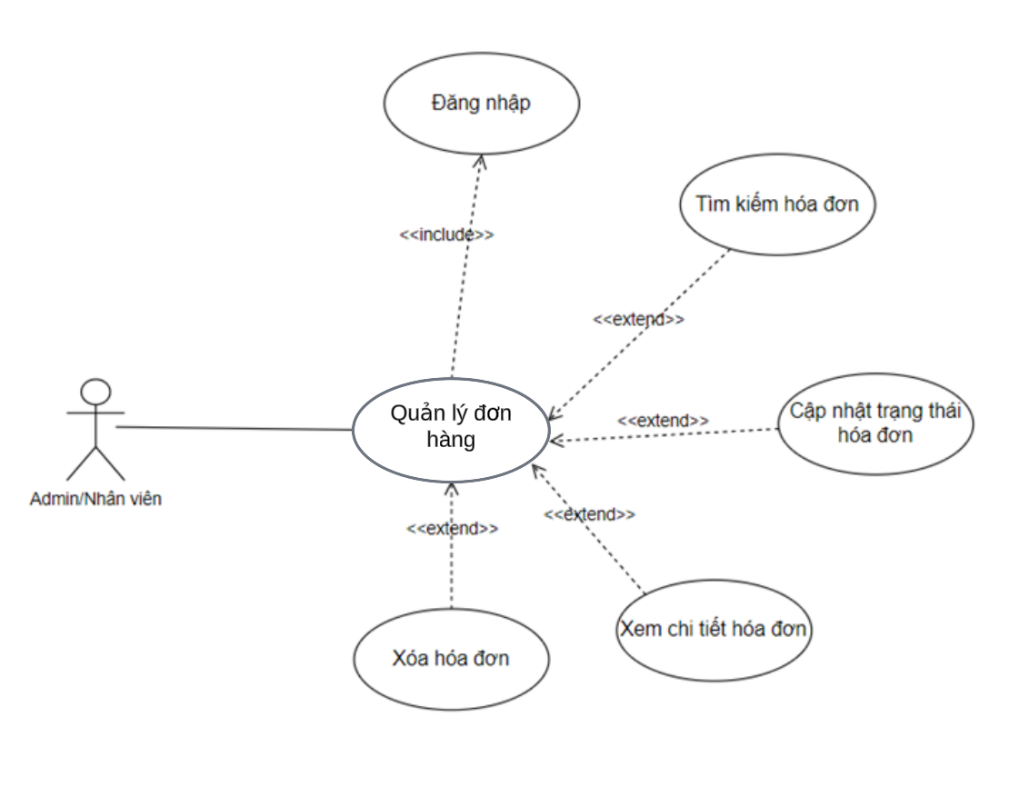 Đăng nhập
Tìm kiếm hóa đơn
<<include>>
<<extend>>
Cập nhật trạng thái
hóa đơn
<<extend>>
Quản lý đơn
hàng
Admin/Nhân viên
<<extend>>
<<extend>>
Xem chi tiết hóa đơn
Xóa hóa đơn